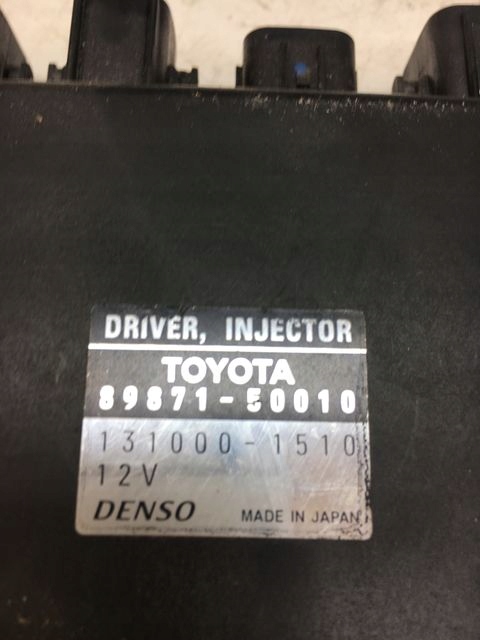 DRIVER, INJECTOR
TOYOTA
89871-50010
131000-1510
12V
DENSO MADE IN JAPAN